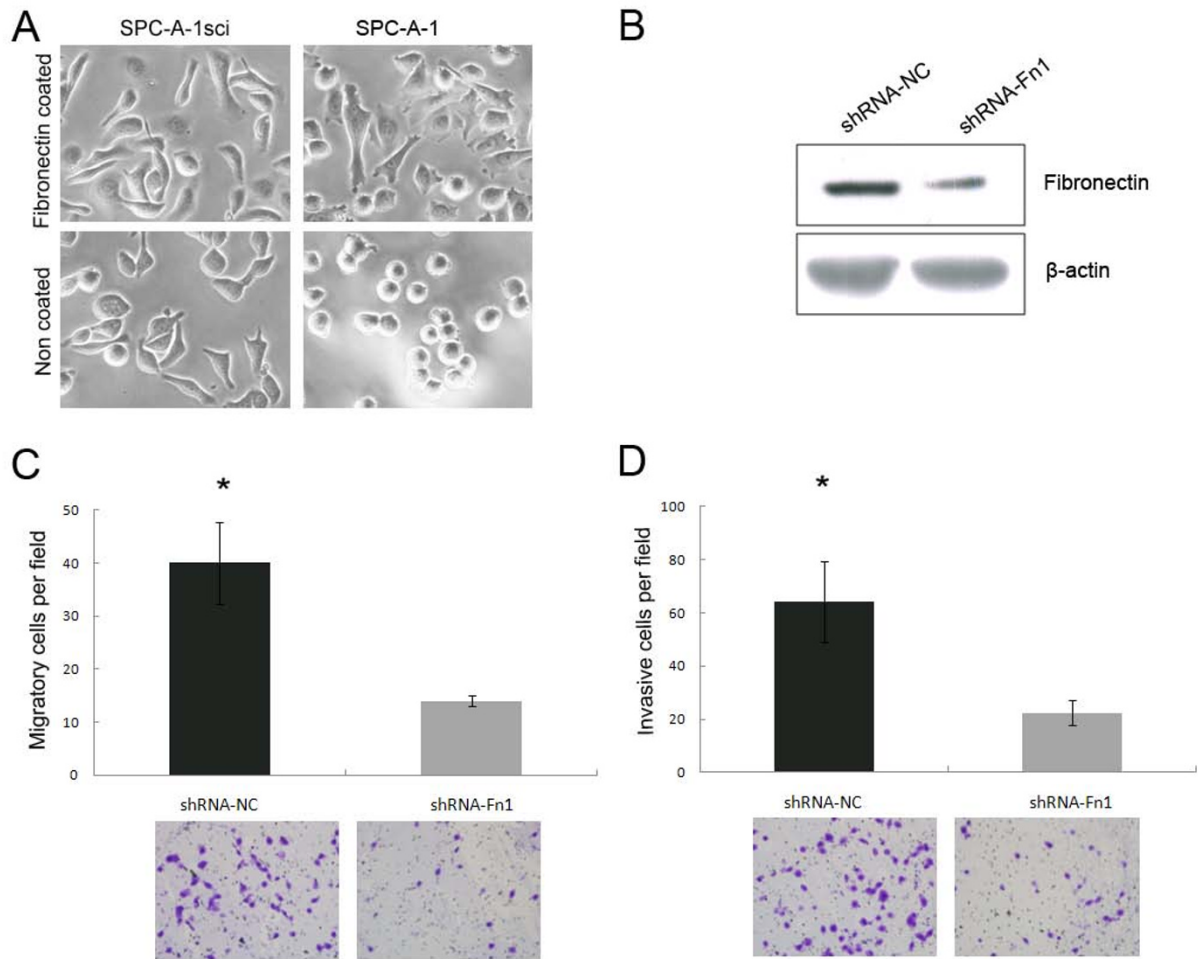 A
SPC-A-1sci
SPC-A-1
Fibronectin coated
Non coated
B
shRNA-NC
shRNA-Fn1
Fibronectin
β-actin
C
*
Migratory cells per field
50
40
30
20
10
0
shRNA-NC
shRNA-Fn1
D
*
Invasive cells per field
100
80
60
40
20
0
shRNA-NC
shRNA-Fn1